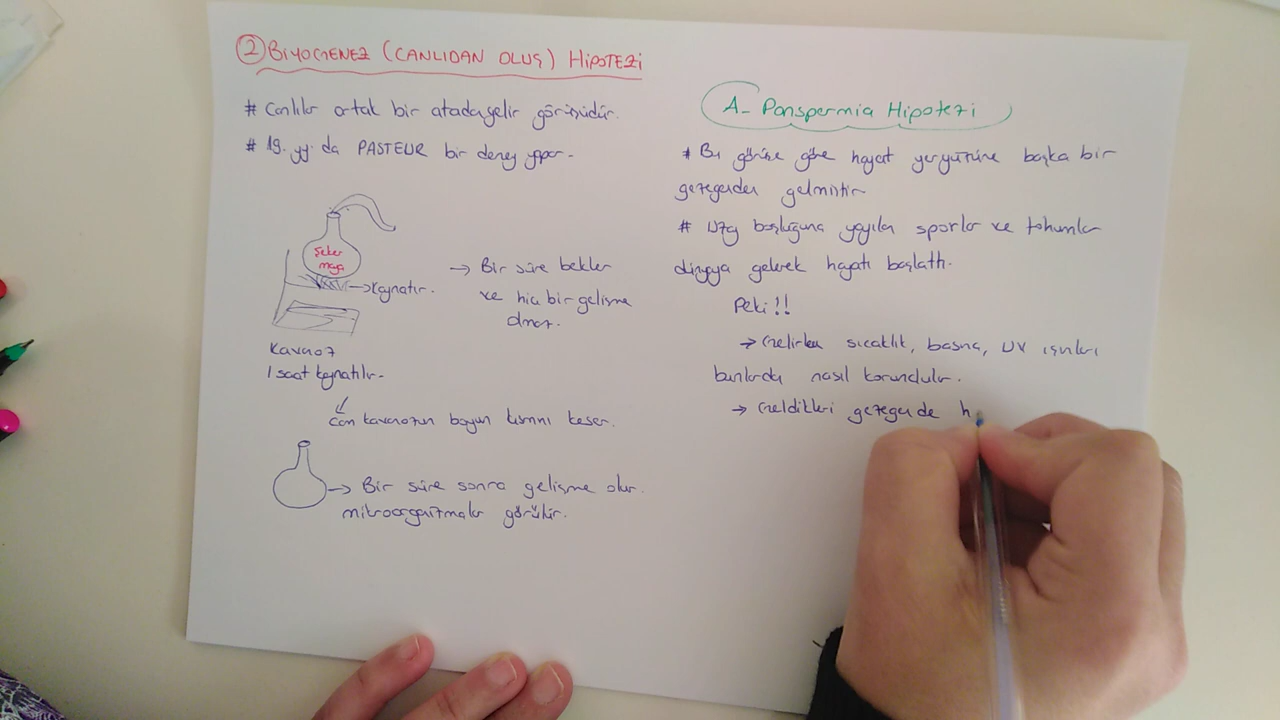 ② BİYOGENEZ (CANLIDAN OLUŞ) HİPOTEZİ
# Canlılar ortak bir atadan gelir görüşüdür.
# 19. yy. da PASTEUR bir deney yapar.
Şeker
maya
→ Kaynatır.
→ Bir süre bekler
ve hiç bir gelişme
olmaz.
Kavanoz
1 saat kaynatılır.
Cam kavanozun boyun kısmını keser.
→ Bir süre sonra gelişme olur.
mikroorganizmalar görülür.
A- Panspermia Hipotezi
* Bu görüşe göre hayat yeryüzüne başka bir
gezegenden gelmiştir
# Uzay boşluğuna yayılan sporlar ve tohumlar
dünyaya gelerek hayatı başlattı.
Peki!!
→ Gelirken sıcaklık, basınç, UV ışınları
bunlardan nasıl korundular.
→ Geldikleri gezegende h